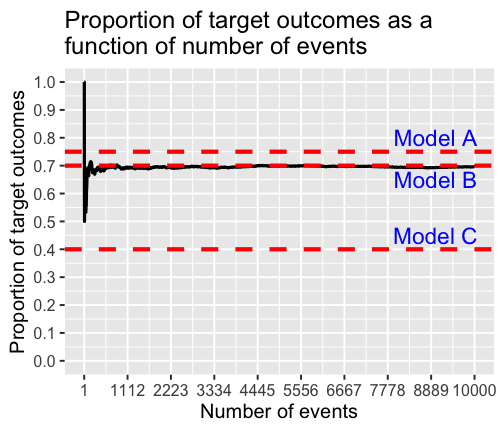 Proportion of target outcomes as a
function of number of events
Proportion of target outcomes
1.0
0.9
0.8
0.7
0.6
0.5
0.4
0.3
0.2
0.1
0.0
Model A
Model B
Model C
1 1112 2223 3334 4445 5556 6667 7778 8889 10000
Number of events